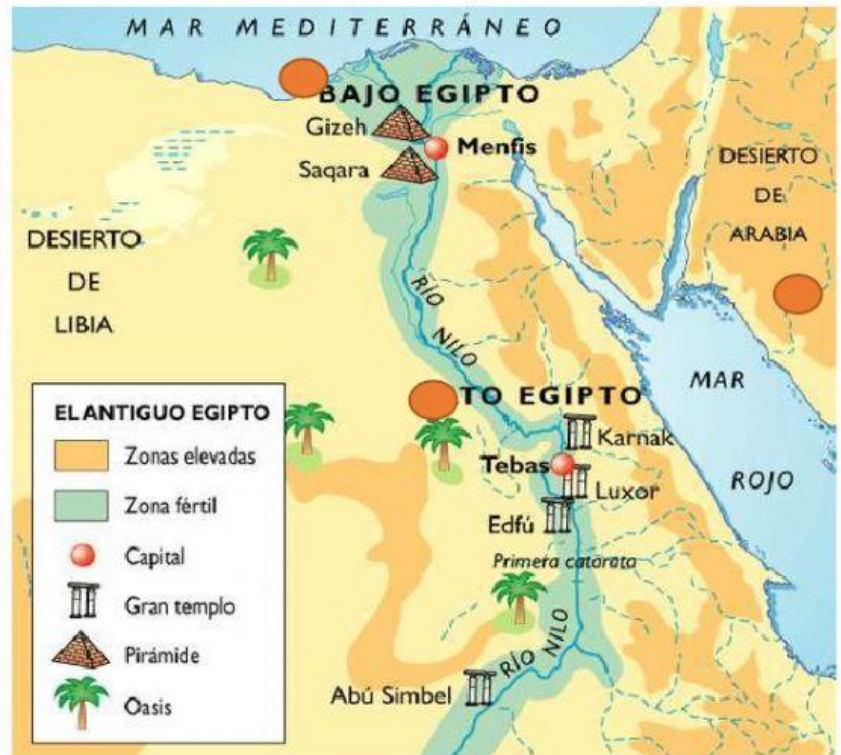 MAR MEDITERRÁNEO
BAJO EGIPTO
Gizeh
Menfis
Saqara
DESIERTO
DE
ARABIA
DESIERTO
DE
LIBIA
RÍO
NILO
TO EGIPTO
MAR
ROJO
Karnak
Tebas
Luxor
Edfú
Primera catarata
RÍO NILO
Abú Simbel
EL ANTIGUO EGIPTO
Zonas elevadas
Zona fértil
Capital
Gran templo
Pirámide
Oasis